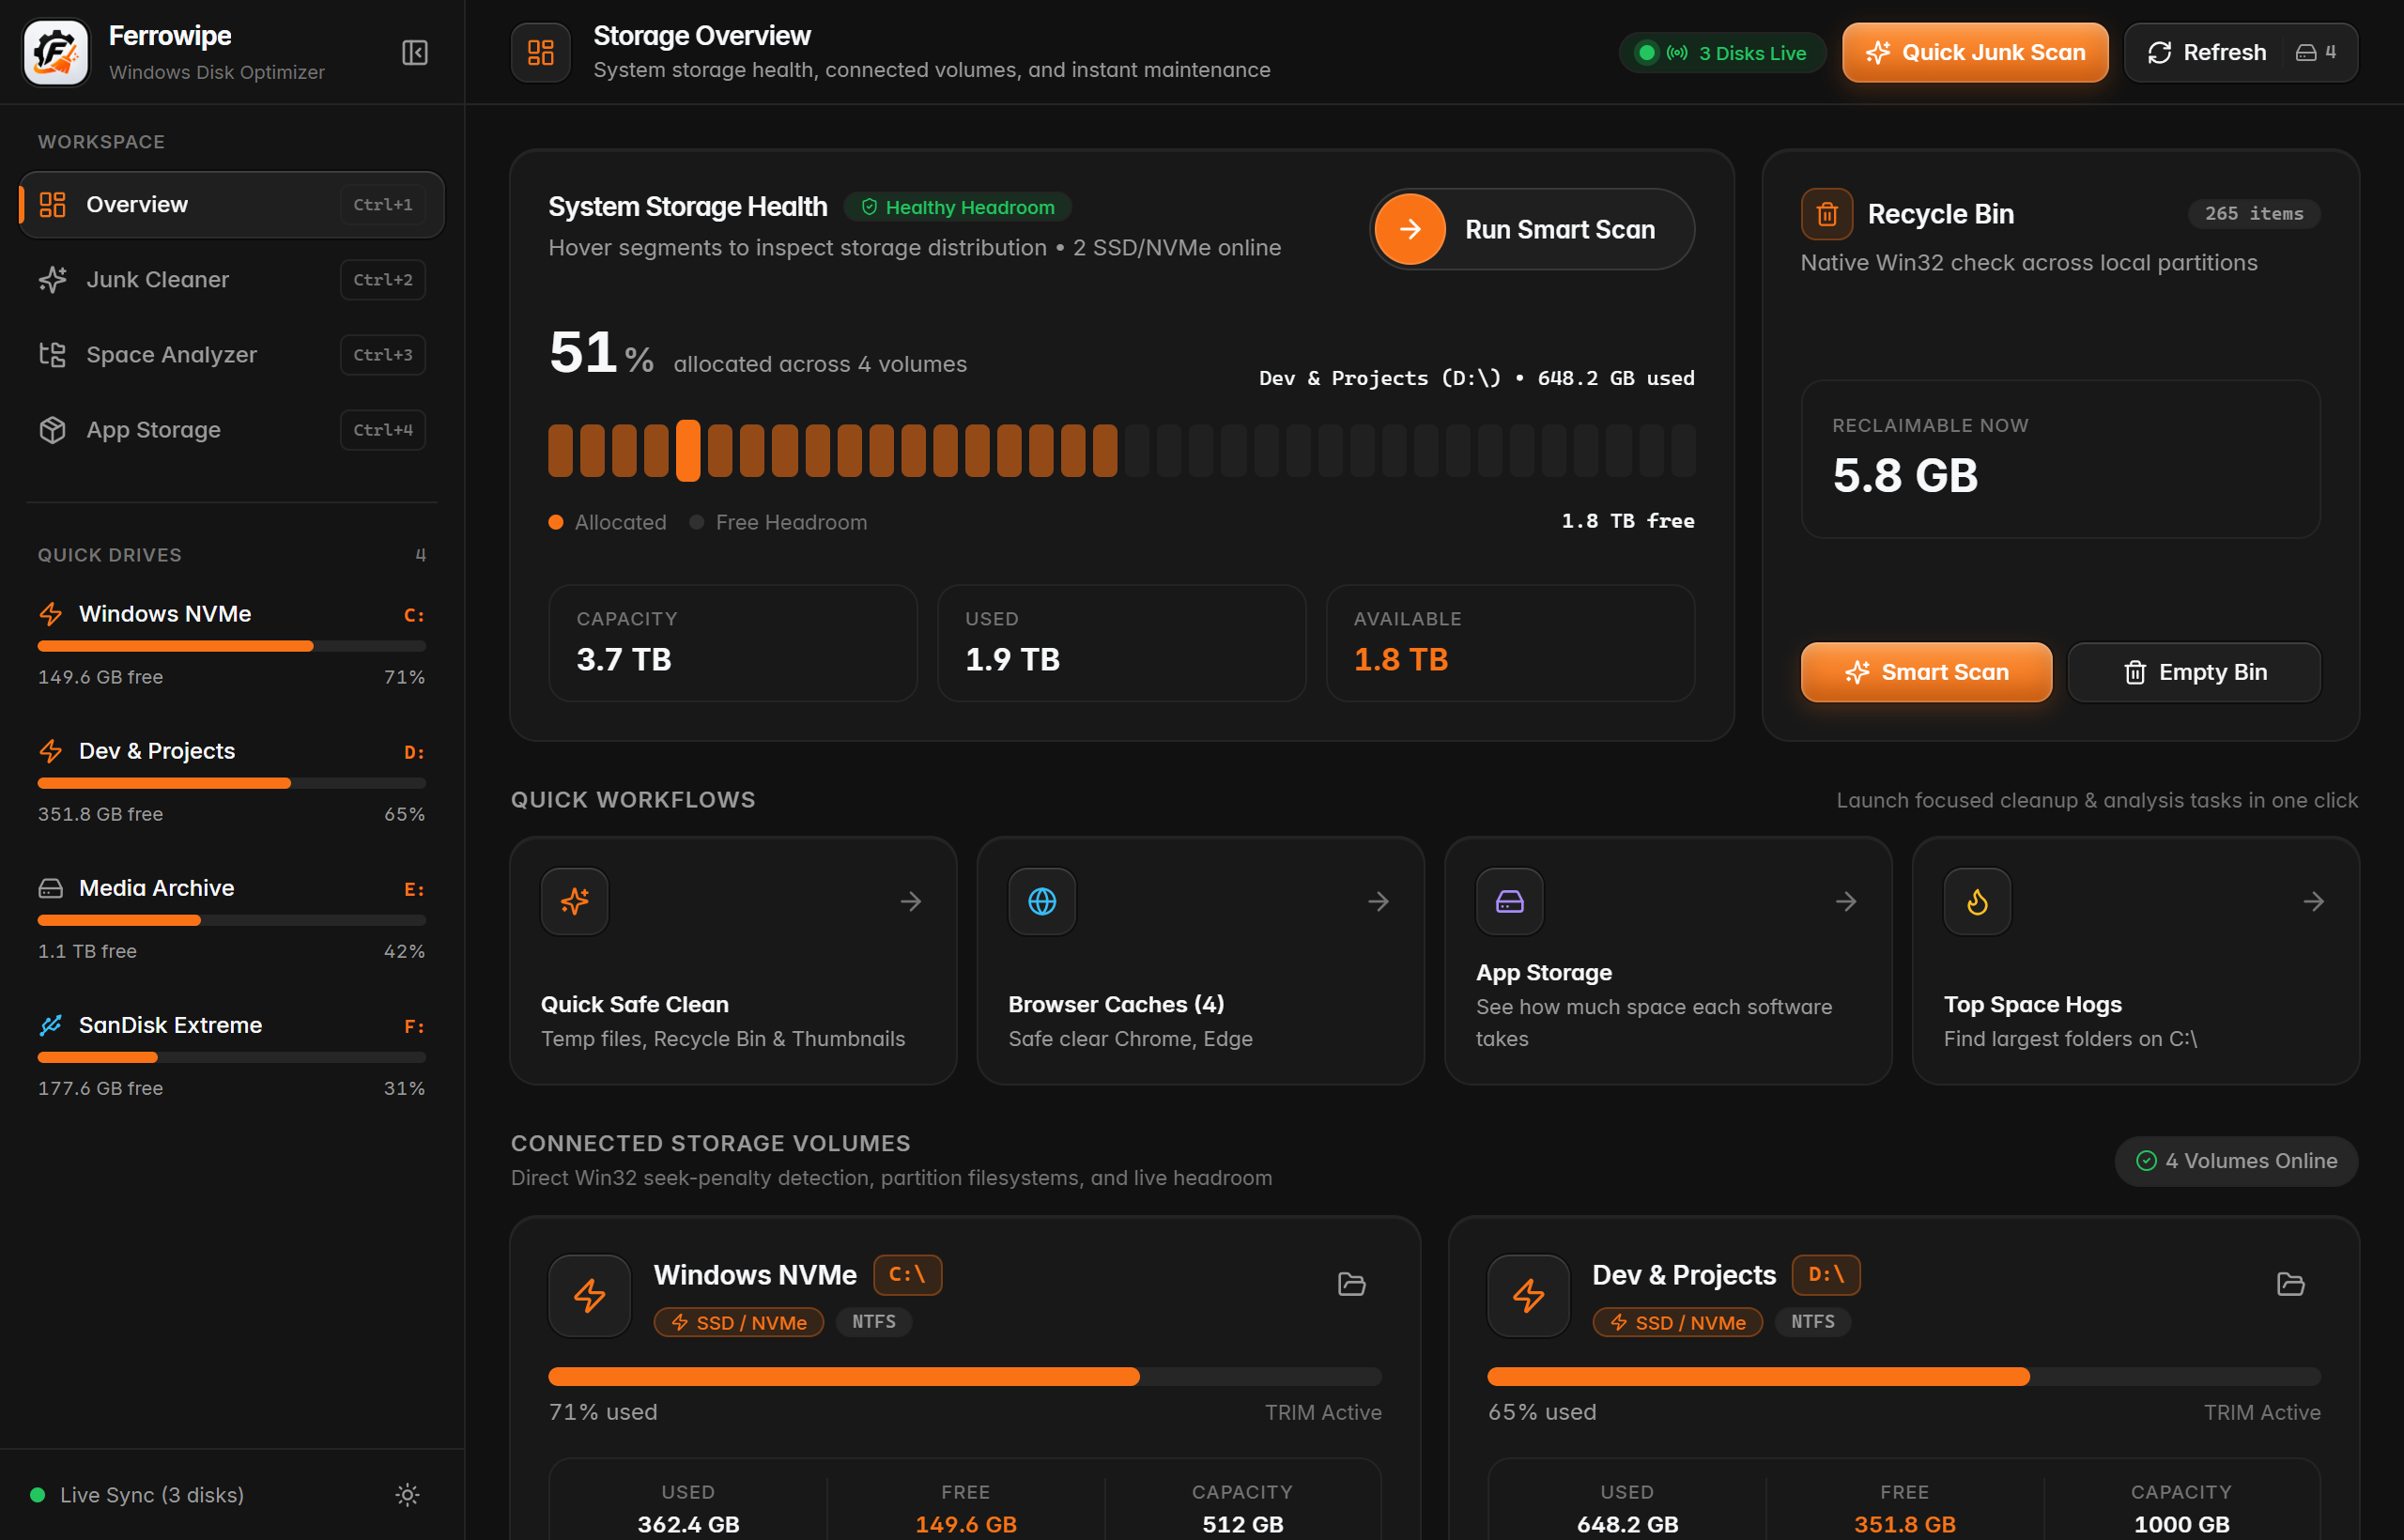 Ferrowipe
Windows Disk Optimizer
WORKSPACE
Overview Ctrl+1
Junk Cleaner Ctrl+2
Space Analyzer Ctrl+3
App Storage Ctrl+4
QUICK DRIVES 4
Windows NVMe C:
149.6 GB free 71%
Dev & Projects D:
351.8 GB free 65%
Media Archive E:
1.1 TB free 42%
SanDisk Extreme F:
177.6 GB free 31%
Live Sync (3 disks)
Storage Overview
System storage health, connected volumes, and instant maintenance
3 Disks Live
Quick Junk Scan
Refresh 4
System Storage Health Healthy Headroom
Hover segments to inspect storage distribution • 2 SSD/NVMe online
Run Smart Scan
51% allocated across 4 volumes
Dev & Projects (D:\) • 648.2 GB used
Allocated Free Headroom
1.8 TB free
CAPACITY
3.7 TB
USED
1.9 TB
AVAILABLE
1.8 TB
Recycle Bin 265 items
Native Win32 check across local partitions
RECLAIMABLE NOW
5.8 GB
Smart Scan
Empty Bin
QUICK WORKFLOWS
Launch focused cleanup & analysis tasks in one click
Quick Safe Clean
Temp files, Recycle Bin & Thumbnails
Browser Caches (4)
Safe clear Chrome, Edge
App Storage
See how much space each software
takes
Top Space Hogs
Find largest folders on C:\
CONNECTED STORAGE VOLUMES
Direct Win32 seek-penalty detection, partition filesystems, and live headroom
4 Volumes Online
Windows NVMe C:\
SSD / NVMe NTFS
71% used TRIM Active
USED FREE CAPACITY
362.4 GB 149.6 GB 512 GB
Dev & Projects D:\
SSD / NVMe NTFS
65% used TRIM Active
USED FREE CAPACITY
648.2 GB 351.8 GB 1000 GB